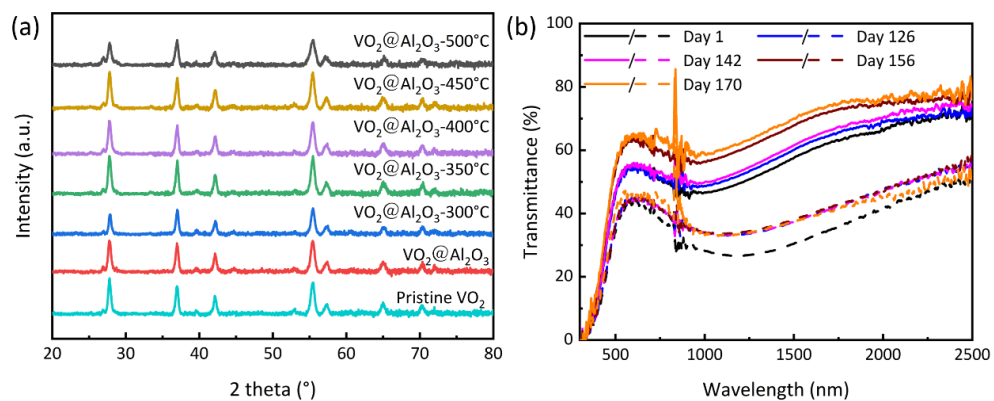 (a)
VO₂@Al₂O₃-500°C
VO₂@Al₂O₃-450°C
VO₂@Al₂O₃-400°C
VO₂@Al₂O₃-350°C
VO₂@Al₂O₃-300°C
VO₂@Al₂O₃
Pristine VO₂
Intensity (a.u.)
20 30 40 50 60 70 80
2 theta (°)
(b)
Day 1
Day 126
Day 142
Day 156
Day 170
100
80
60
40
20
0
Transmittance (%)
500 1000 1500 2000 2500
Wavelength (nm)